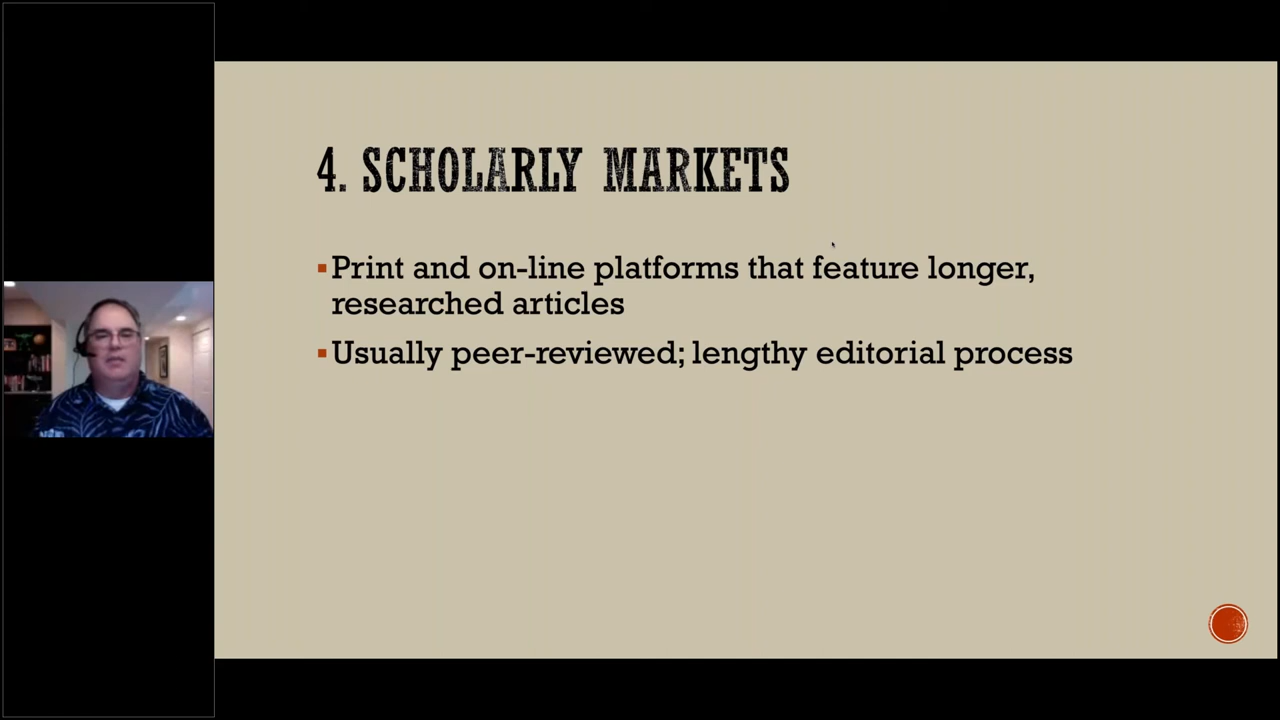 4. SCHOLARLY MARKETS
Print and on-line platforms that feature longer,
researched articles
Usually peer-reviewed; lengthy editorial process